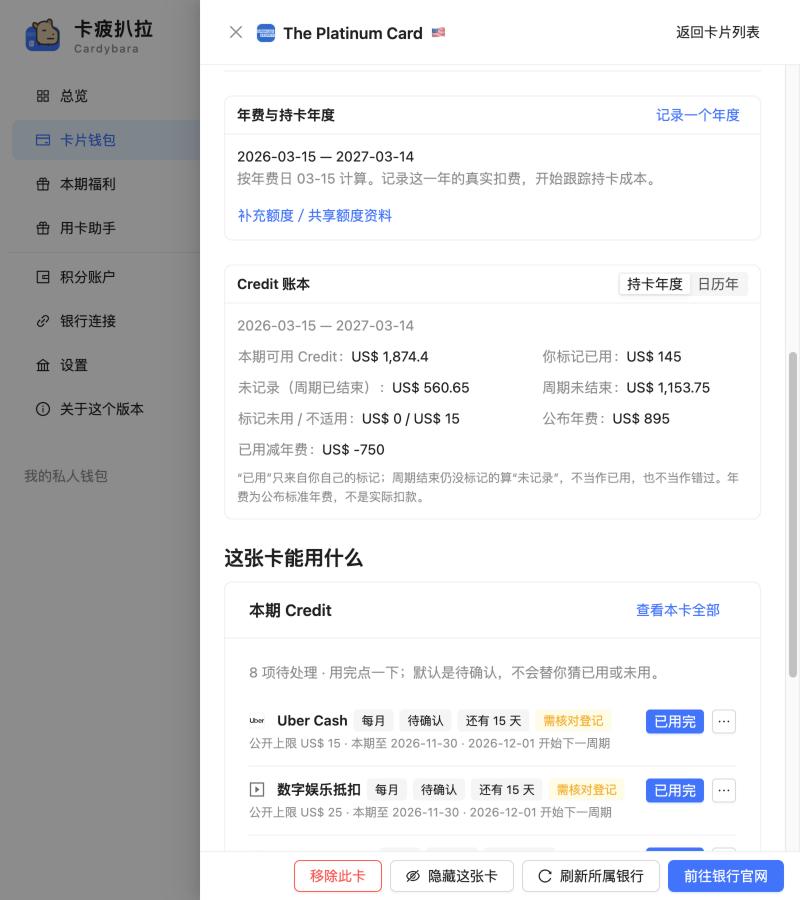 卡疲扒拉
Cardybara
总览
卡片钱包
本期福利
用卡助手
积分账户
银行连接
设置
关于这个版本
我的私人钱包
The Platinum Card
返回卡片列表
年费与持卡年度
记录一个年度
2026-03-15 — 2027-03-14
按年费日 03-15 计算。记录这一年的真实扣费，开始跟踪持卡成本。
补充额度 / 共享额度资料
Credit 账本
持卡年度 日历年
2026-03-15 — 2027-03-14
本期可用 Credit： US$ 1,874.4 你标记已用： US$ 145
未记录（周期已结束）： US$ 560.65 周期未结束： US$ 1,153.75
标记未用 / 不适用： US$ 0 / US$ 15 公布年费： US$ 895
已用减年费： US$ -750
“已用”只来自你自己的标记；周期结束仍没标记的算“未记录”，不当作已用，也不当作错过。年
费为公布标准年费，不是实际扣款。
这张卡能用什么
本期 Credit
查看本卡全部
8 项待处理 · 用完点一下；默认是待确认，不会替你猜已用或未用。
Uber Uber Cash 每月 待确认 还有 15 天 需核对登记 已用完 ···
公开上限 US$ 15 · 本期至 2026-11-30 · 2026-12-01 开始下一周期
数字娱乐抵扣 每月 待确认 还有 15 天 需核对登记 已用完 ···
公开上限 US$ 25 · 本期至 2026-11-30 · 2026-12-01 开始下一周期
移除此卡 隐藏这张卡 刷新所属银行 前往银行官网